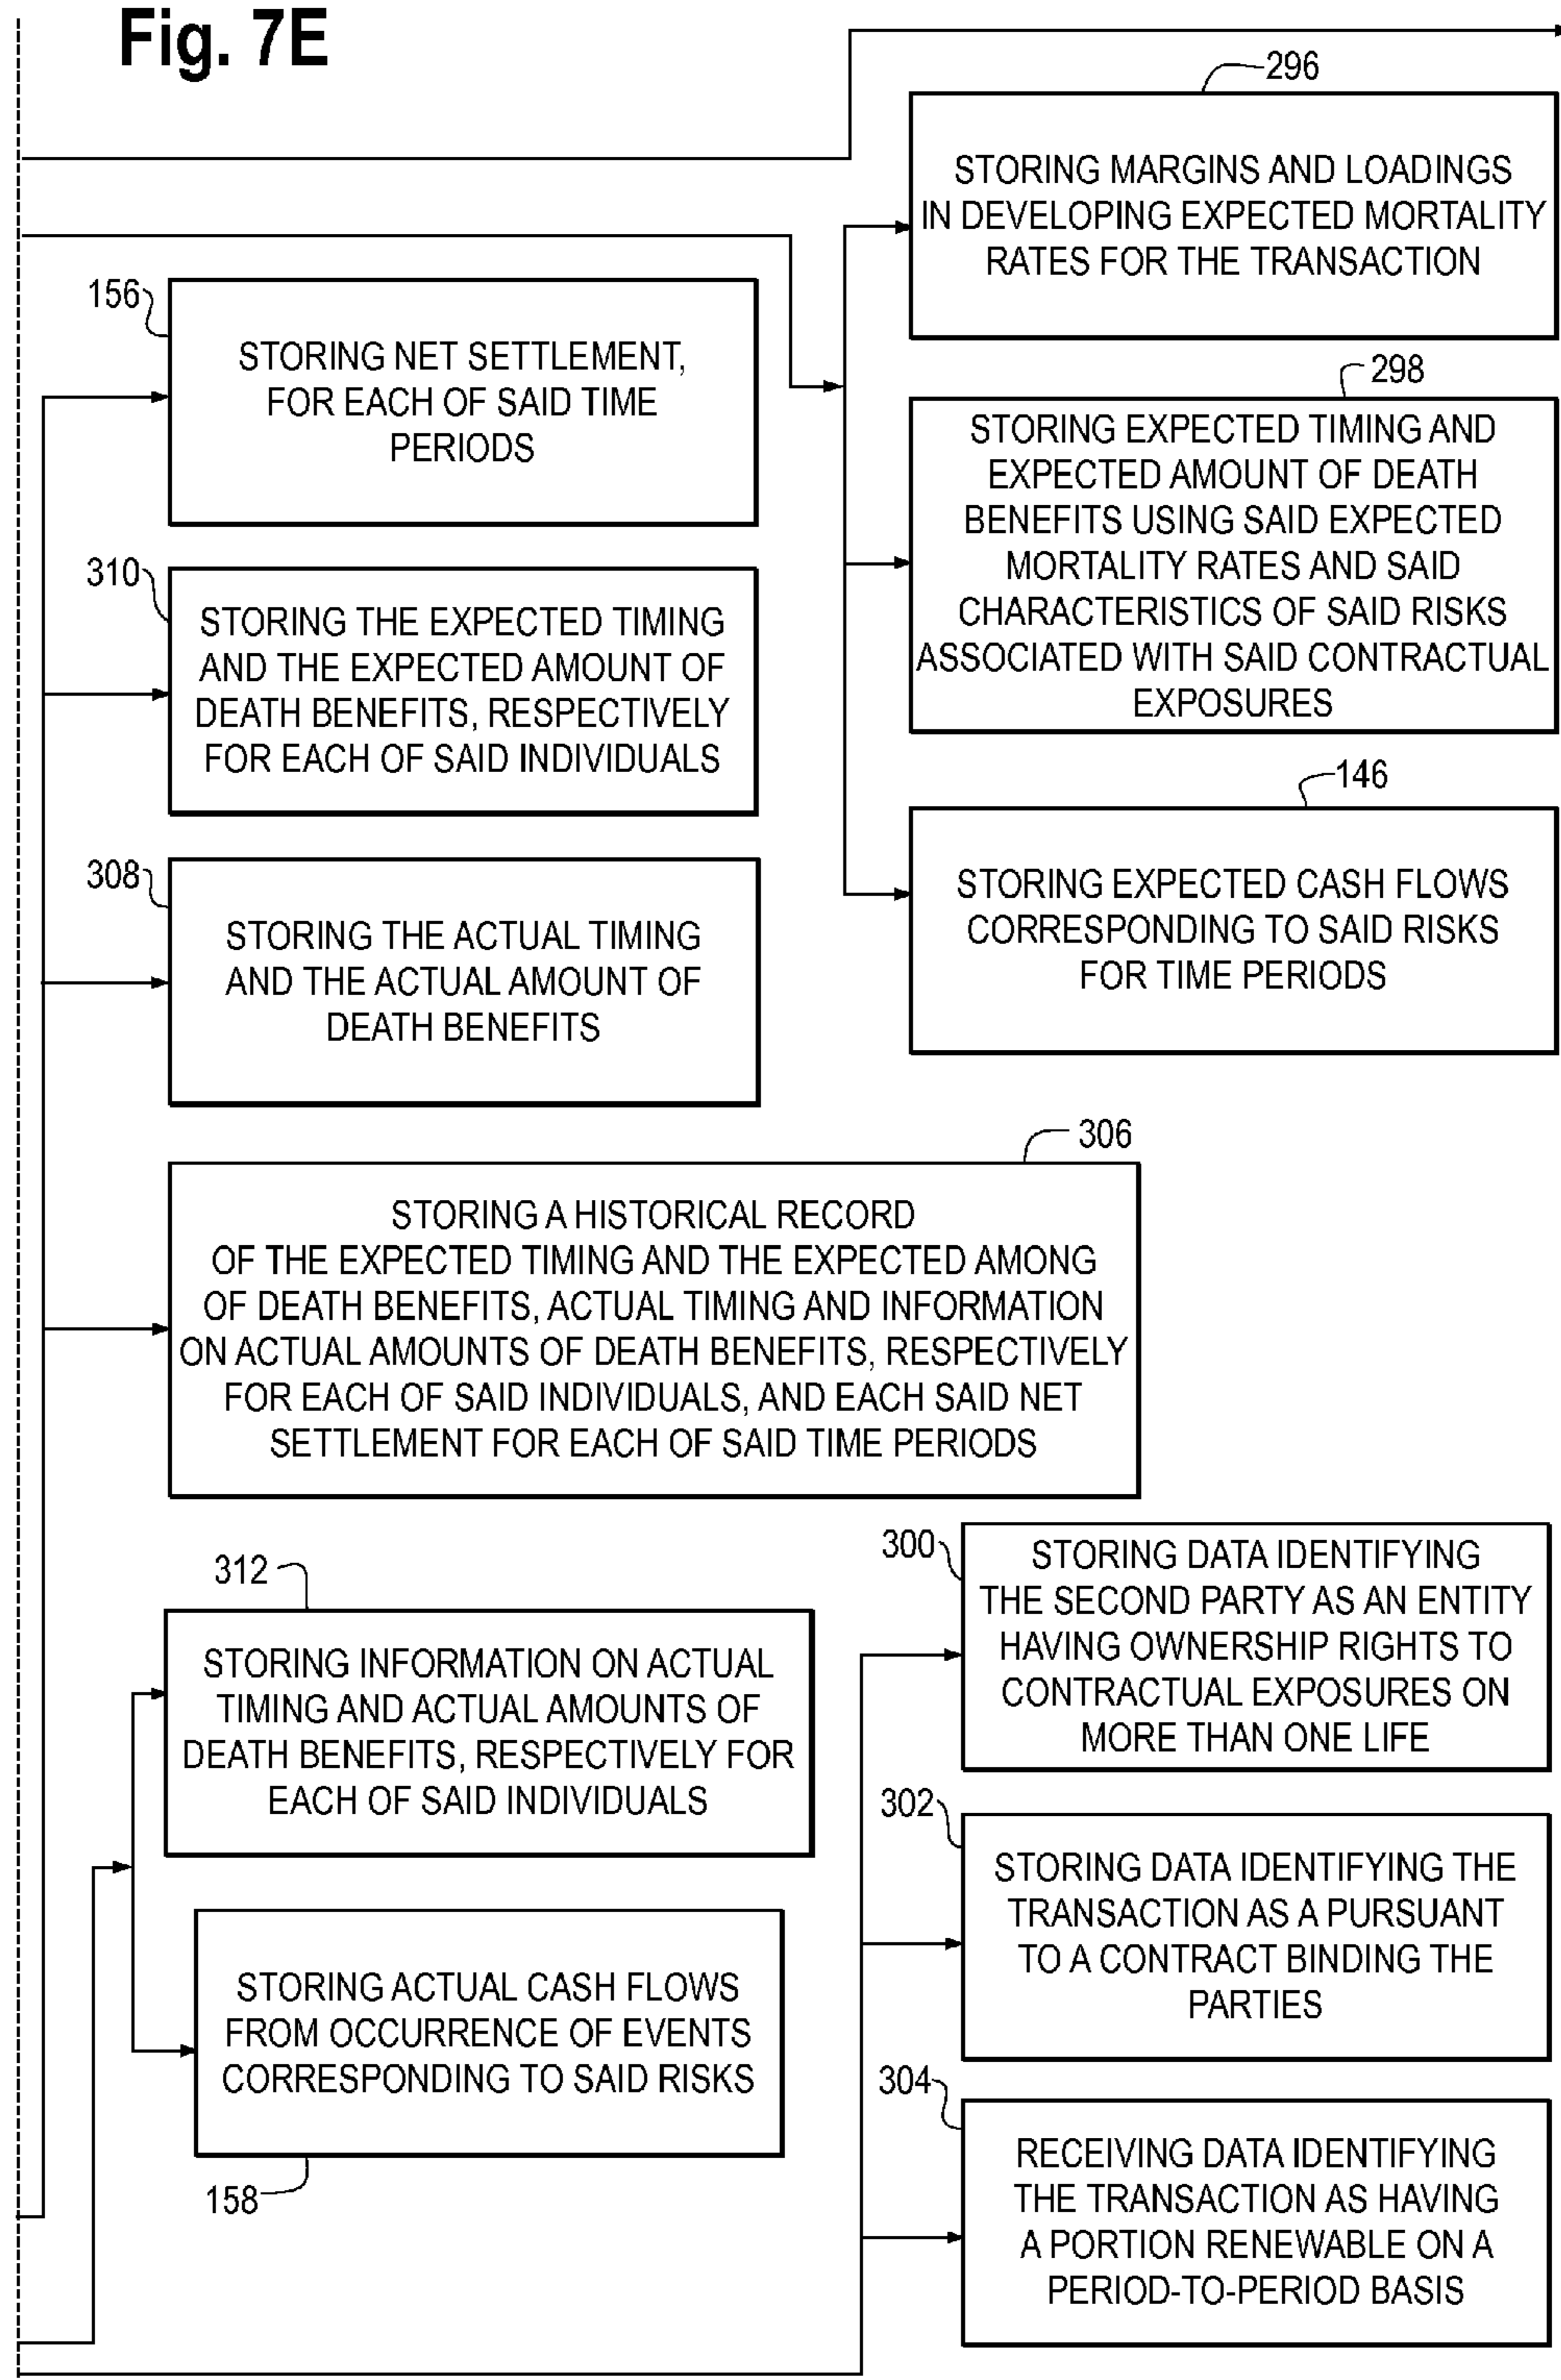 Fig. 7E
296
STORING MARGINS AND LOADINGS
IN DEVELOPING EXPECTED MORTALITY
RATES FOR THE TRANSACTION
156
STORING NET SETTLEMENT,
FOR EACH OF SAID TIME
PERIODS
298
STORING EXPECTED TIMING AND
EXPECTED AMOUNT OF DEATH
BENEFITS USING SAID EXPECTED
MORTALITY RATES AND SAID
CHARACTERISTICS OF SAID RISKS
ASSOCIATED WITH SAID CONTRACTUAL
EXPOSURES
310
STORING THE EXPECTED TIMING
AND THE EXPECTED AMOUNT OF
DEATH BENEFITS, RESPECTIVELY
FOR EACH OF SAID INDIVIDUALS
146
STORING EXPECTED CASH FLOWS
CORRESPONDING TO SAID RISKS
FOR TIME PERIODS
308
STORING THE ACTUAL TIMING
AND THE ACTUAL AMOUNT OF
DEATH BENEFITS
306
STORING A HISTORICAL RECORD
OF THE EXPECTED TIMING AND THE EXPECTED AMONG
OF DEATH BENEFITS, ACTUAL TIMING AND INFORMATION
ON ACTUAL AMOUNTS OF DEATH BENEFITS, RESPECTIVELY
FOR EACH OF SAID INDIVIDUALS, AND EACH SAID NET
SETTLEMENT FOR EACH OF SAID TIME PERIODS
312
STORING INFORMATION ON ACTUAL
TIMING AND ACTUAL AMOUNTS OF
DEATH BENEFITS, RESPECTIVELY FOR
EACH OF SAID INDIVIDUALS
STORING ACTUAL CASH FLOWS
FROM OCCURRENCE OF EVENTS
CORRESPONDING TO SAID RISKS
158
300
STORING DATA IDENTIFYING
THE SECOND PARTY AS AN ENTITY
HAVING OWNERSHIP RIGHTS TO
CONTRACTUAL EXPOSURES ON
MORE THAN ONE LIFE
302
STORING DATA IDENTIFYING THE
TRANSACTION AS A PURSUANT
TO A CONTRACT BINDING THE
PARTIES
304
RECEIVING DATA IDENTIFYING
THE TRANSACTION AS HAVING
A PORTION RENEWABLE ON A
PERIOD-TO-PERIOD BASIS